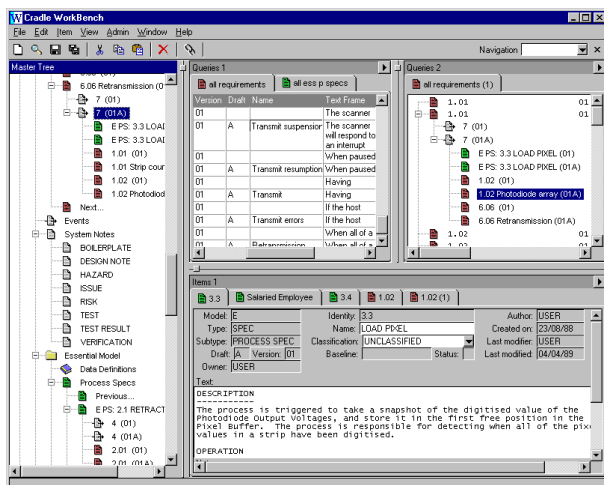 Cradle WorkBench
File Edit Item View Admin Window Help
Navigation
Master Tree
6.06 Retransmission (0
7 (01)
7 (01A)
E PS: 3.3 LOAD
E PS: 3.3 LOAD
1.01 (01)
1.01 Strip cour
1.02 (01)
1.02 Photodiod
Next...
Events
System Notes
BOILERPLATE
DESIGN NOTE
HAZARD
ISSUE
RISK
TEST
TEST RESULT
VERIFICATION
Essential Model
Data Definitions
Process Specs
Previous...
E PS: 2.1 RETRACT
4 (01)
4 (01A)
2.01 (01)
2.01 (01A)
Queries 1
all requirements all ess p specs
Version Draft Name Text Frame
01 The scanner
01 A Transmit suspension The scanner
will respond to
an interrupt
01 When paused
01 A Transmit resumption When paused
01 Having
01 A Transmit Having
01 If the host
01 A Transmit errors If the host
01 When all of a
01 A Retransmission When all of a
Queries 2
all requirements (1)
1.01 01
1.01 01
7 (01)
7 (01A)
E PS: 3.3 LOAD PIXEL (01)
E PS: 3.3 LOAD PIXEL (01A)
1.02 (01)
1.02 Photodiode array (01A)
6.06 (01)
6.06 Retransmission (01A)
1.02 01
1.02 01
Items 1
3.3 Salaried Employee 3.4 1.02 1.02 (1)
Model: E Identity: 3.3 Author: USER
Type: SPEC Name: LOAD PIXEL Created on: 23/08/88
Subtype: PROCESS SPEC Classification: UNCLASSIFIED Last modifier: USER
Draft: A Version: 01 Baseline: Status: Last modified: 04/04/89
Owner: USER
Text:
DESCRIPTION
-----------
The process is triggered to take a snapshot of the digitised value of the
Photodiode Output Voltages, and store it in the first free position in the
Pixel Buffer. The process is responsible for detecting when all of the pixe
values in a strip have been digitised.
OPERATION